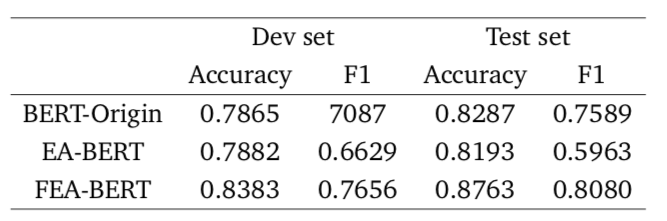 Dev set Test set
Accuracy F1 Accuracy F1
BERT-Origin 0.7865 7087 0.8287 0.7589
EA-BERT 0.7882 0.6629 0.8193 0.5963
FEA-BERT 0.8383 0.7656 0.8763 0.8080